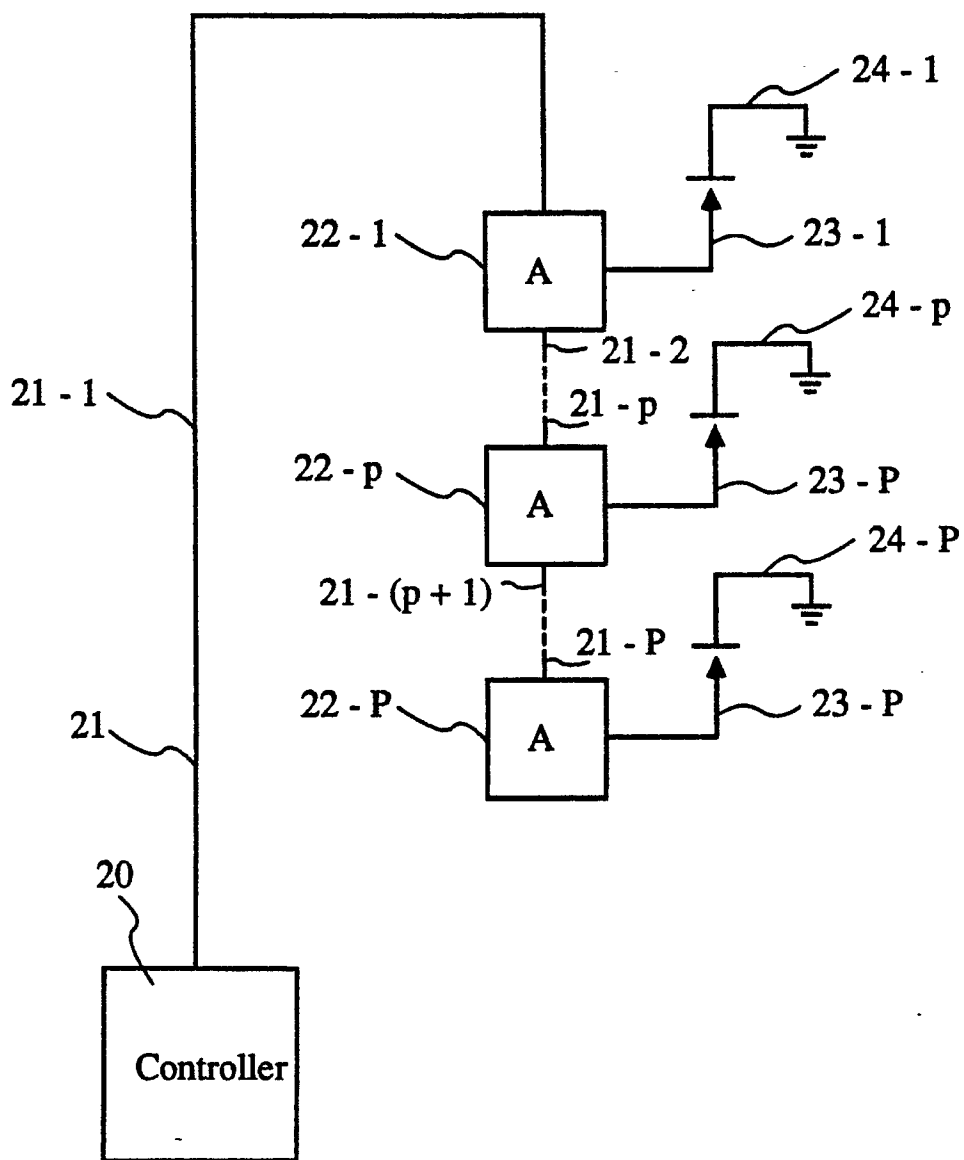 24 - 1
22 - 1
A
23 - 1
21 - 2
24 - p
21 - 1
21 - p
22 - p
A
23 - P
24 - P
21 - (p + 1)
21 - P
22 - P
A
23 - P
21
20
Controller